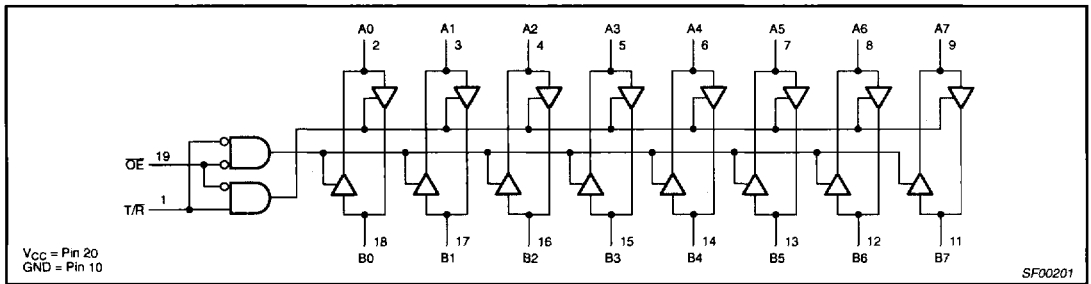 A0 A1 A2 A3 A4 A5 A6 A7
2 3 4 5 6 7 8 9
OE 19
T/R 1
18 17 16 15 14 13 12 11
B0 B1 B2 B3 B4 B5 B6 B7
VCC = Pin 20
GND = Pin 10
SF00201